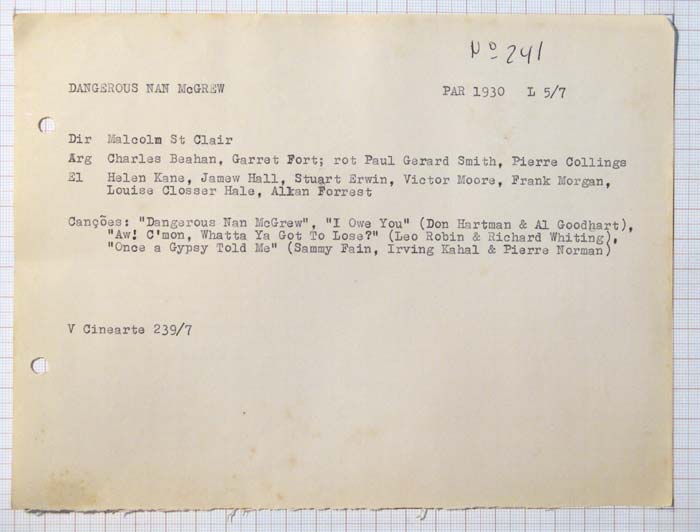 Nº 241
DANGEROUS NAN McGREW PAR 1930 L 5/7
Dir Malcolm St Clair
Arg Charles Beahan, Garret Fort; rot Paul Gerard Smith, Pierre Collings
El Helen Kane, Jamew Hall, Stuart Erwin, Victor Moore, Frank Morgan,
Louise Closser Hale, Alkan Forrest
Canções: "Dangerous Nan McGrew", "I Owe You" (Don Hartman & Al Goodhart),
"Aw! C'mon, Whatta Ya Got To Lose?" (Leo Robin & Richard Whiting),
"Once a Gypsy Told Me" (Sammy Fain, Irving Kahal & Pierre Norman)
V Cinearte 239/7